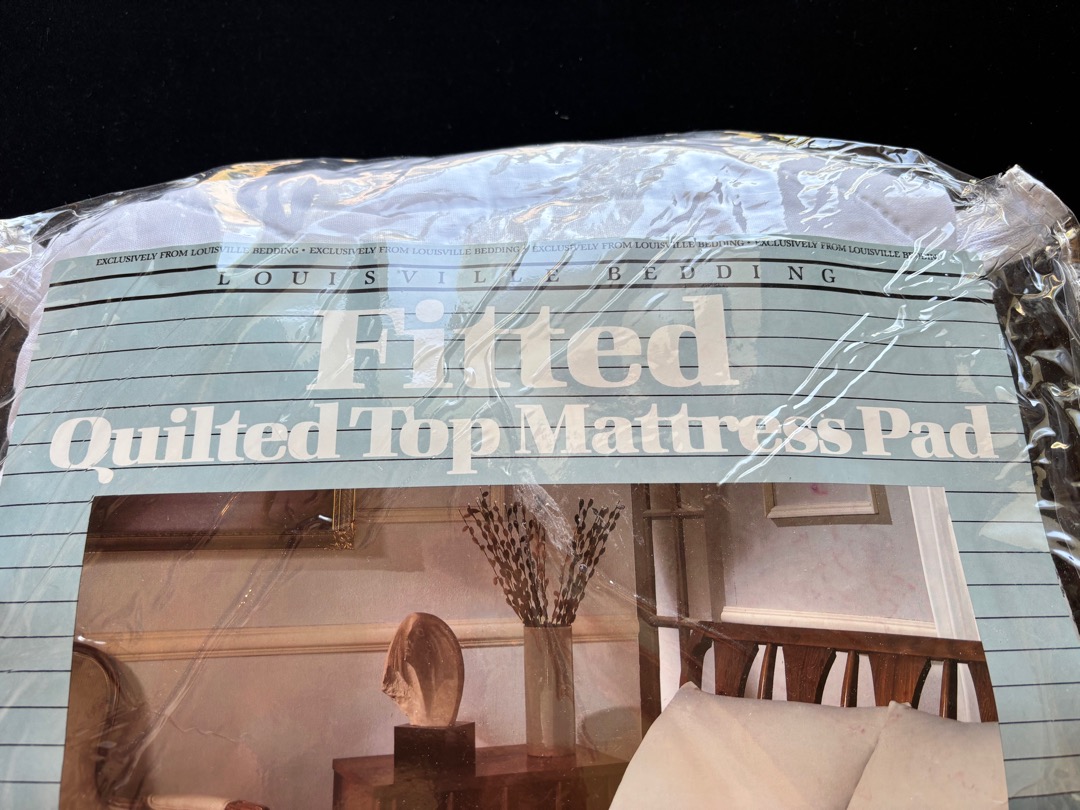 EXCLUSIVELY FROM LOUISVILLE BEDDING • EXCLUSIVELY FROM LOUISVILLE BEDDING • EXCLUSIVELY FROM LOUISVILLE BEDDING • EXCLUSIVELY FROM LOUISVILLE BEDDING
LOUISVILLE BEDDING
Fitted
Quilted Top Mattress Pad